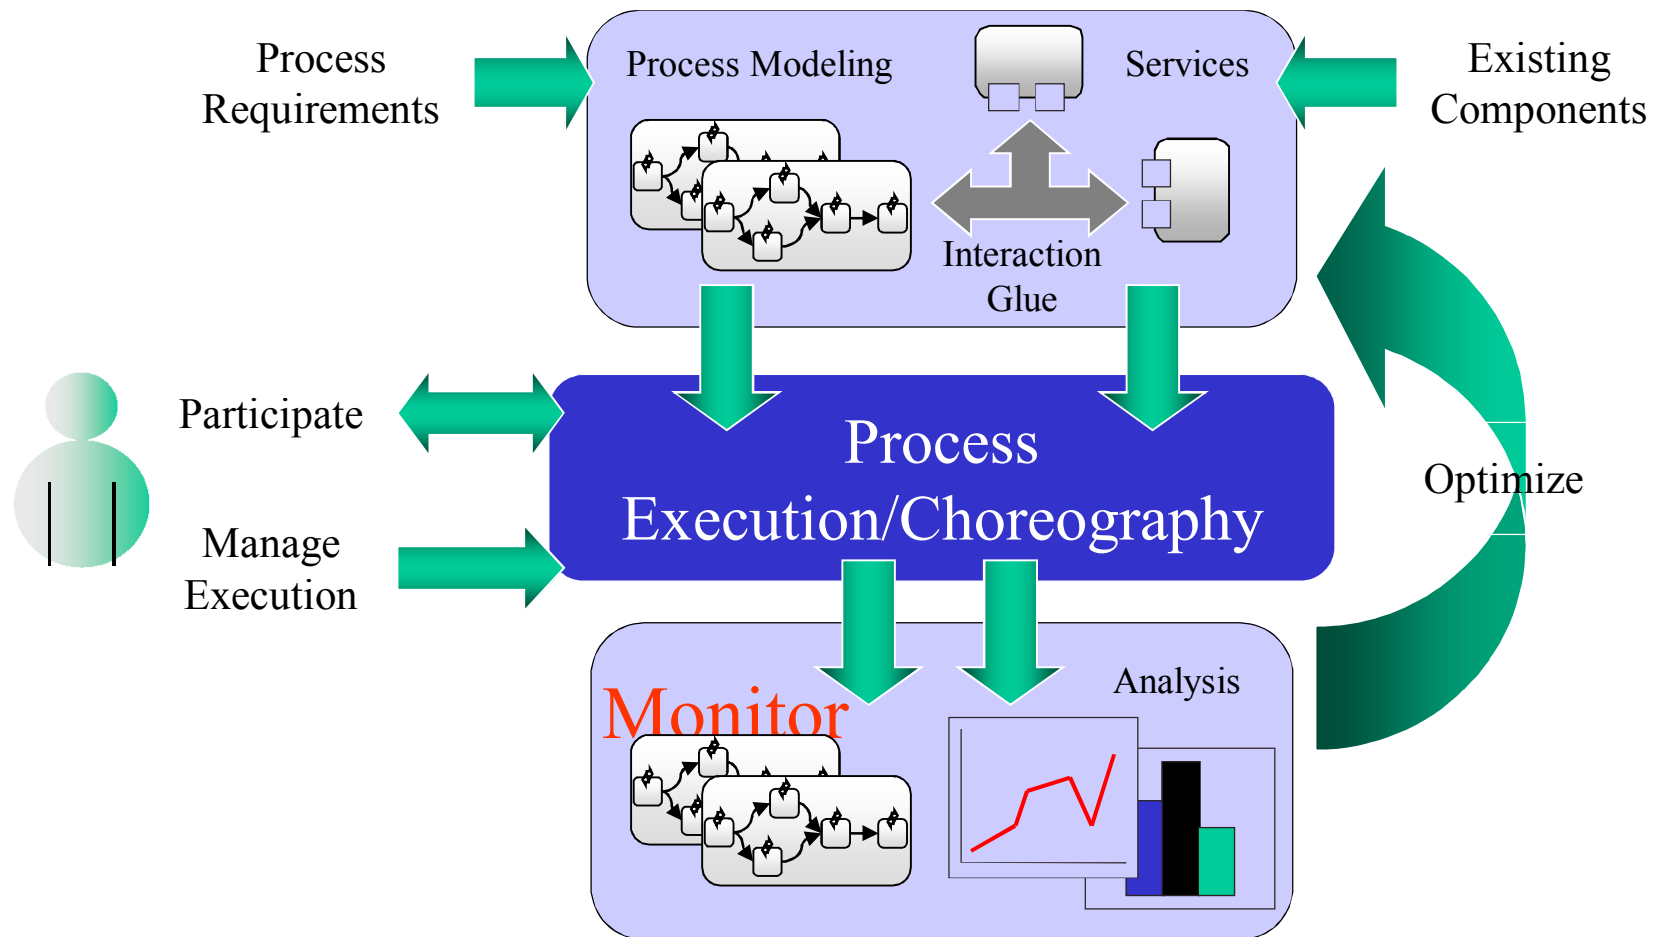 Process
Requirements
Process Modeling
Services
Existing
Components
Interaction
Glue
Participate
Process
Execution/Choreography
Optimize
Manage
Execution
Monitor
Analysis